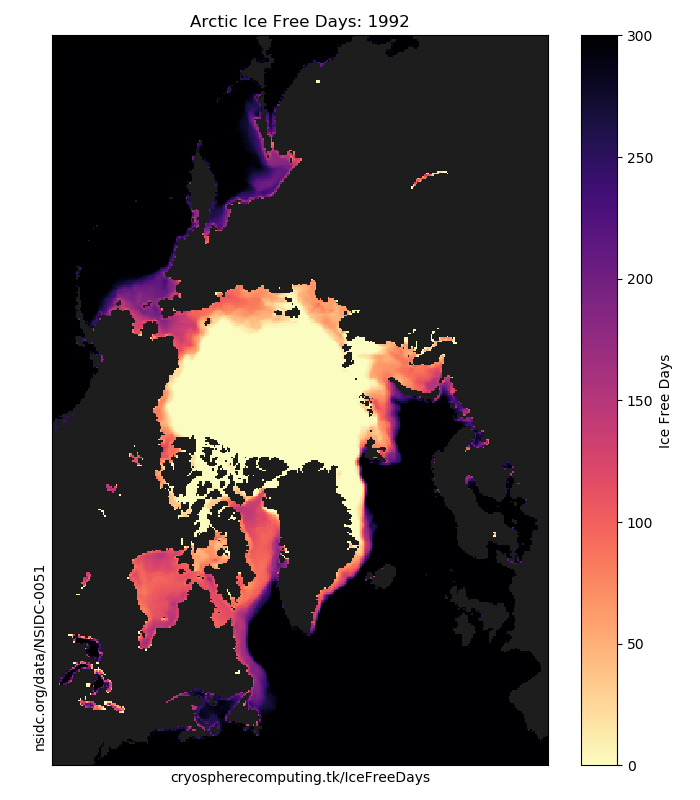 Arctic Ice Free Days: 1992
300
250
200
150
100
50
0
Ice Free Days
nsidc.org/data/NSIDC-0051
cryospherecomputing.tk/IceFreeDays